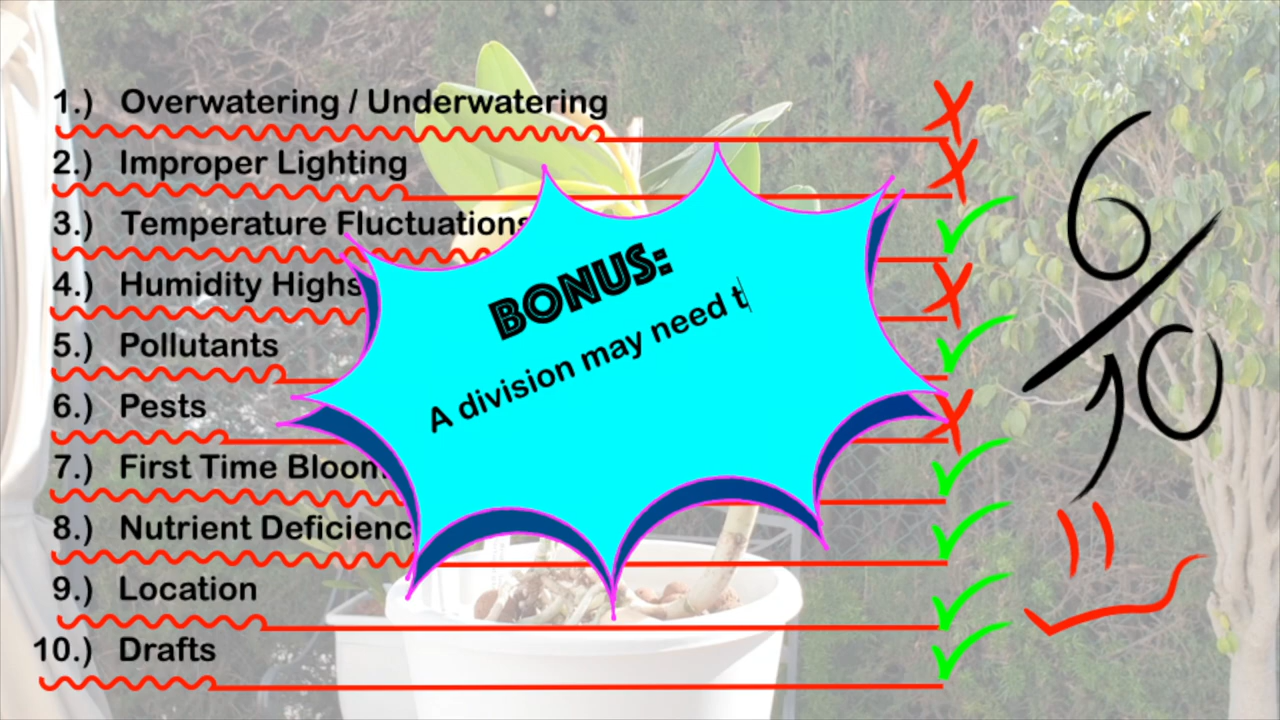 1.) Overwatering / Underwatering
2.) Improper Lighting
3.) Temperature Fluctuations
4.) Humidity Highs
5.) Pollutants
6.) Pests
7.) First Time Bloom
8.) Nutrient Deficienc
9.) Location
10.) Drafts
BONUS:
A division may need t
6/10